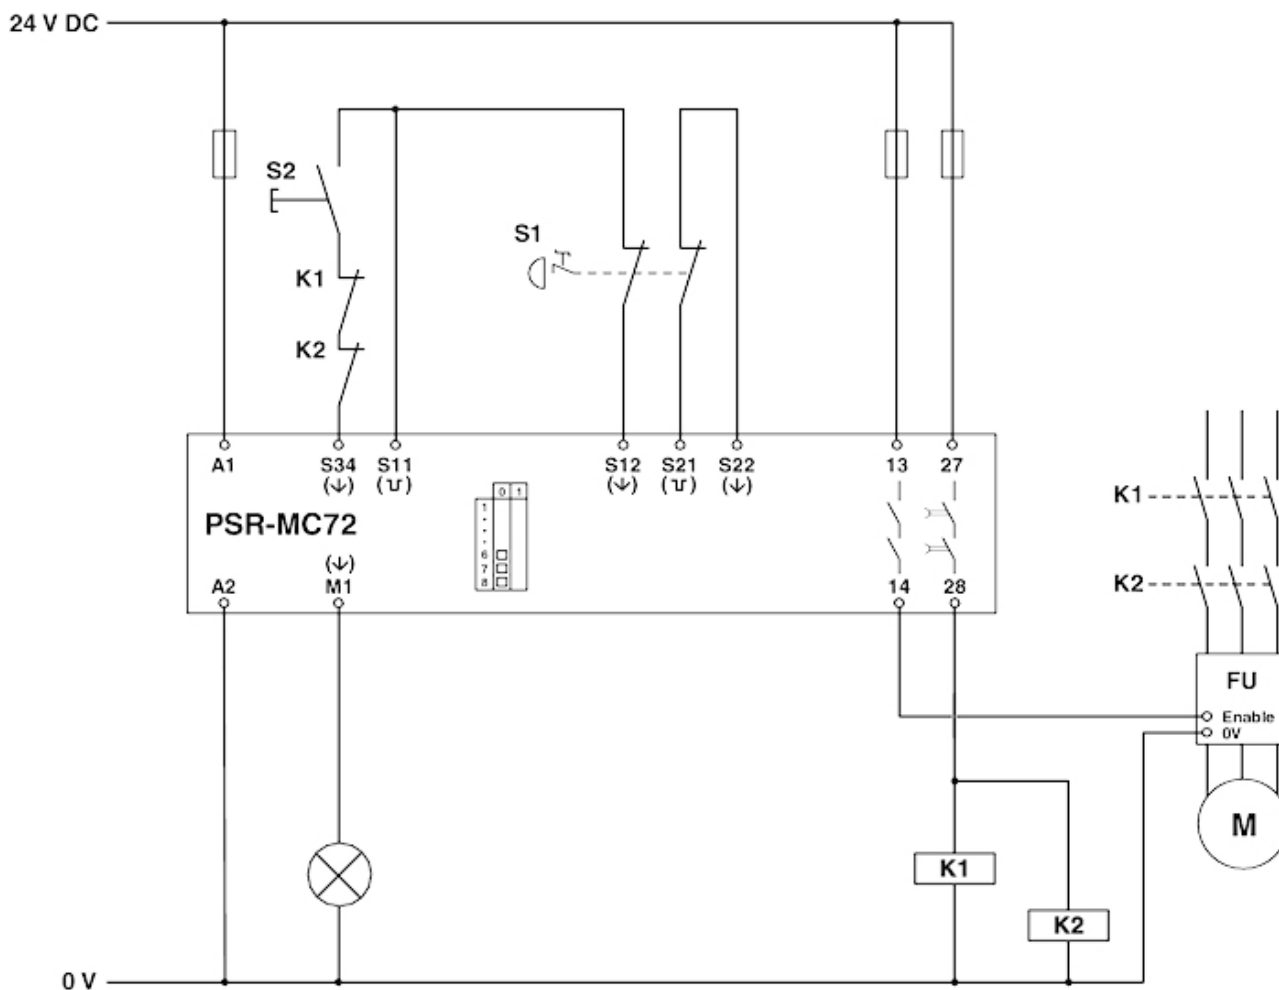 24 V DC
S2
S1
K1
K2
A1 S34 S11 S12 S21 S22 13 27
0 1
1
PSR-MC72
6
7
8
A2 M1 14 28
K1
K2
FU
Enable
0V
M
K1
K2
0 V